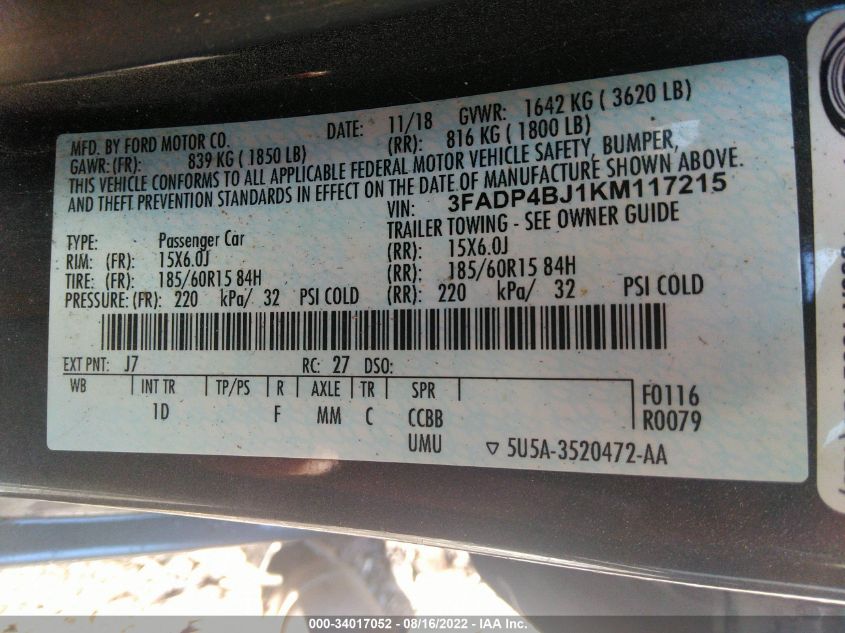 MFD. BY FORD MOTOR CO. DATE: 11/18 GVWR: 1642 KG ( 3620 LB)
GAWR:(FR): 839 KG ( 1850 LB) (RR): 816 KG ( 1800 LB)
THIS VEHICLE CONFORMS TO ALL APPLICABLE FEDERAL MOTOR VEHICLE SAFETY, BUMPER,
AND THEFT PREVENTION STANDARDS IN EFFECT ON THE DATE OF MANUFACTURE SHOWN ABOVE.
VIN: 3FADP4BJ1KM117215
TYPE: Passenger Car TRAILER TOWING - SEE OWNER GUIDE
RIM: (FR): 15X6.0J (RR): 15X6.0J
TIRE: (FR): 185/60R15 84H (RR): 185/60R15 84H
PRESSURE: (FR): 220 kPa/ 32 PSI COLD (RR): 220 kPa/ 32 PSI COLD
EXT PNT: J7 RC: 27 DSO:
WB INT TR TP/PS R AXLE TR SPR F0116
1D F MM C CCBB R0079
UMU ▽ 5U5A-3520472-AA
000-34017052 - 08/16/2022 - IAA Inc.